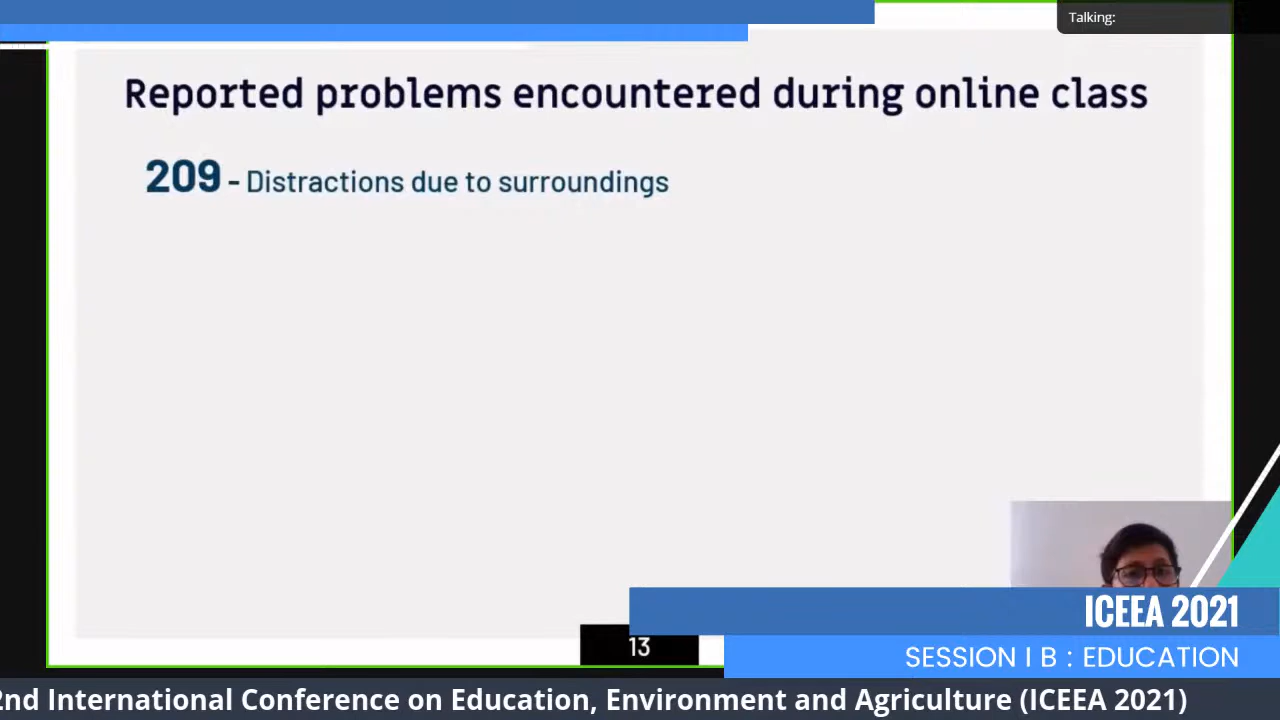 Talking:
Reported problems encountered during online class
209 - Distractions due to surroundings
13
ICEEA 2021
SESSION I B : EDUCATION
2nd International Conference on Education, Environment and Agriculture (ICEEA 2021)